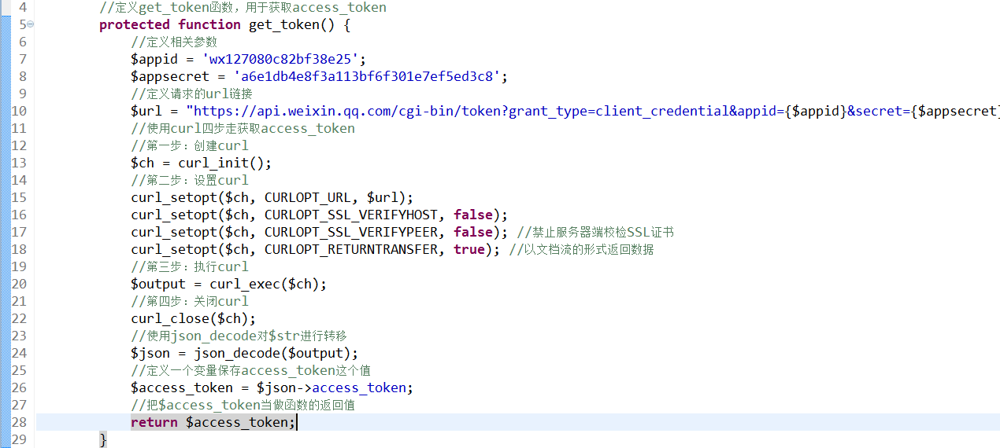 4 //定义get_token函数，用于获取access_token
5 protected function get_token() {
6 //定义相关参数
7 $appid = 'wx127080c82bf38e25';
8 $appsecret = 'a6e1db4e8f3a113bf6f301e7ef5ed3c8';
9 //定义请求的url链接
10 $url = "https://api.weixin.qq.com/cgi-bin/token?grant_type=client_credential&appid={$appid}&secret={$appsecret}
11 //使用curl四步走获取access_token
12 //第一步：创建curl
13 $ch = curl_init();
14 //第二步：设置curl
15 curl_setopt($ch, CURLOPT_URL, $url);
16 curl_setopt($ch, CURLOPT_SSL_VERIFYHOST, false);
17 curl_setopt($ch, CURLOPT_SSL_VERIFYPEER, false); //禁止服务器端校检SSL证书
18 curl_setopt($ch, CURLOPT_RETURNTRANSFER, true); //以文档流的形式返回数据
19 //第三步：执行curl
20 $output = curl_exec($ch);
21 //第四步：关闭curl
22 curl_close($ch);
23 //使用json_decode对$str进行转移
24 $json = json_decode($output);
25 //定义一个变量保存access_token这个值
26 $access_token = $json->access_token;
27 //把$access_token当做函数的返回值
28 return $access_token;
29 }